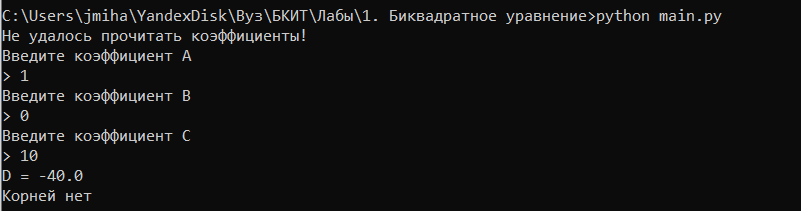 C:\Users\jmiha\YandexDisk\Вуз\БКИТ\Лабы\1. Биквадратное уравнение>python main.py
Не удалось прочитать коэффициенты!
Введите коэффициент A
> 1
Введите коэффициент B
> 0
Введите коэффициент C
> 10
D = -40.0
Корней нет